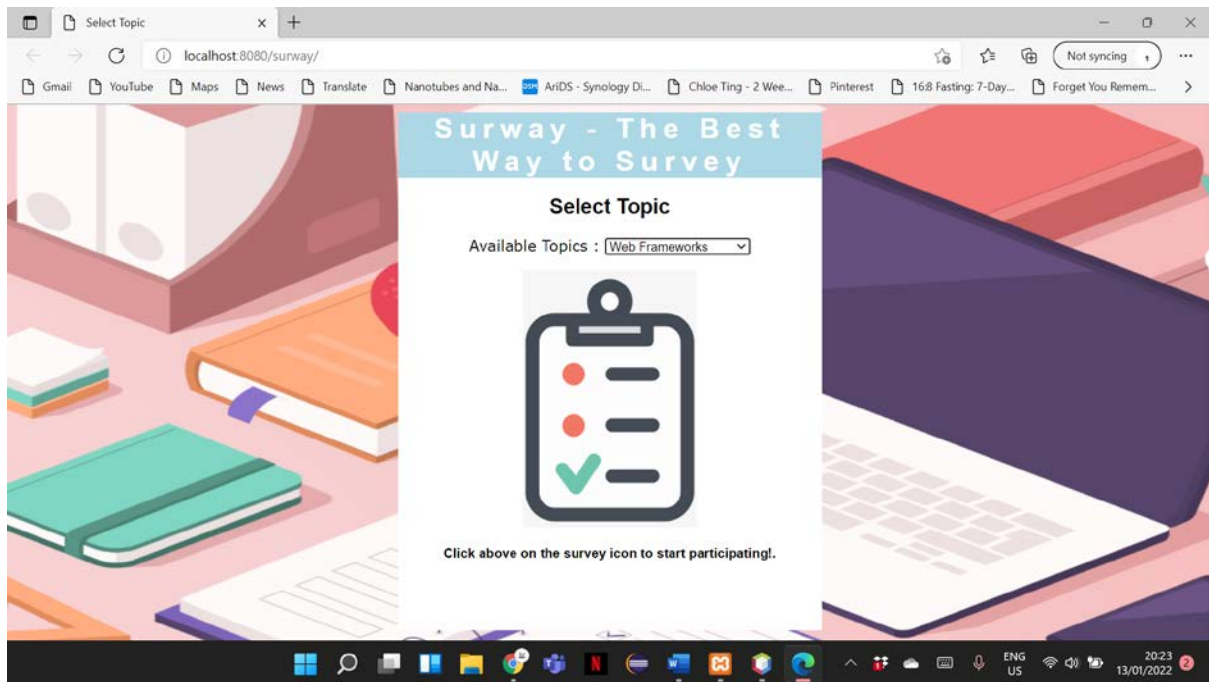 Select Topic
localhost:8080/surway/
Not syncing
Gmail YouTube Maps News Translate Nanotubes and Na... DSM AriDS - Synology Di... Chloe Ting - 2 Wee... Pinterest 16:8 Fasting: 7-Day... Forget You Remem...
Surway - The Best
Way to Survey
Select Topic
Available Topics : Web Frameworks
Click above on the survey icon to start participating!.
ENG
US
20:23
13/01/2022
2